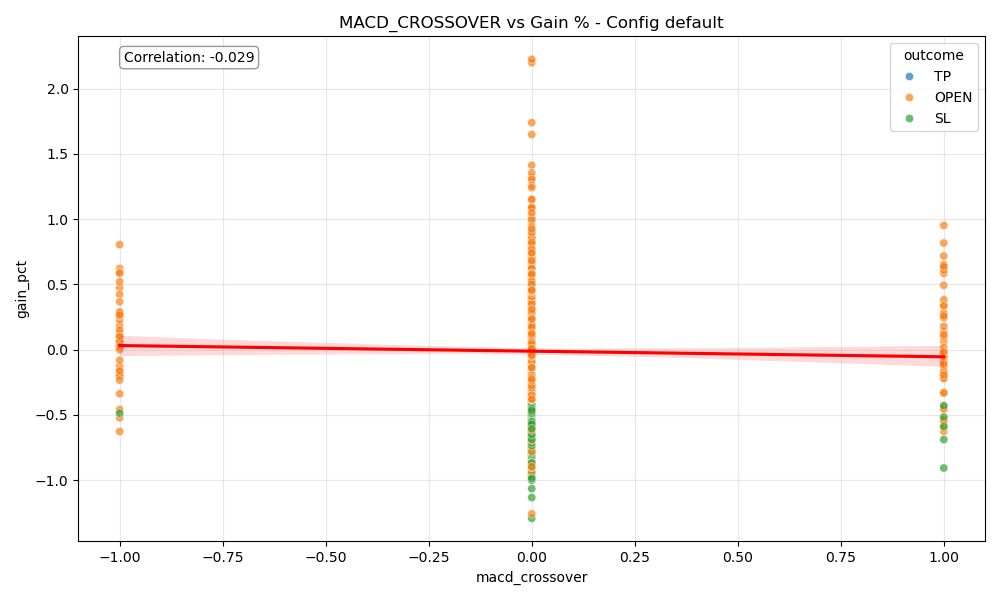 MACD_CROSSOVER vs Gain % - Config default
Correlation: -0.029
outcome
TP
OPEN
SL
gain_pct
2.0
1.5
1.0
0.5
0.0
−0.5
−1.0
−1.00
−0.75
−0.50
−0.25
0.00
0.25
0.50
0.75
1.00
macd_crossover